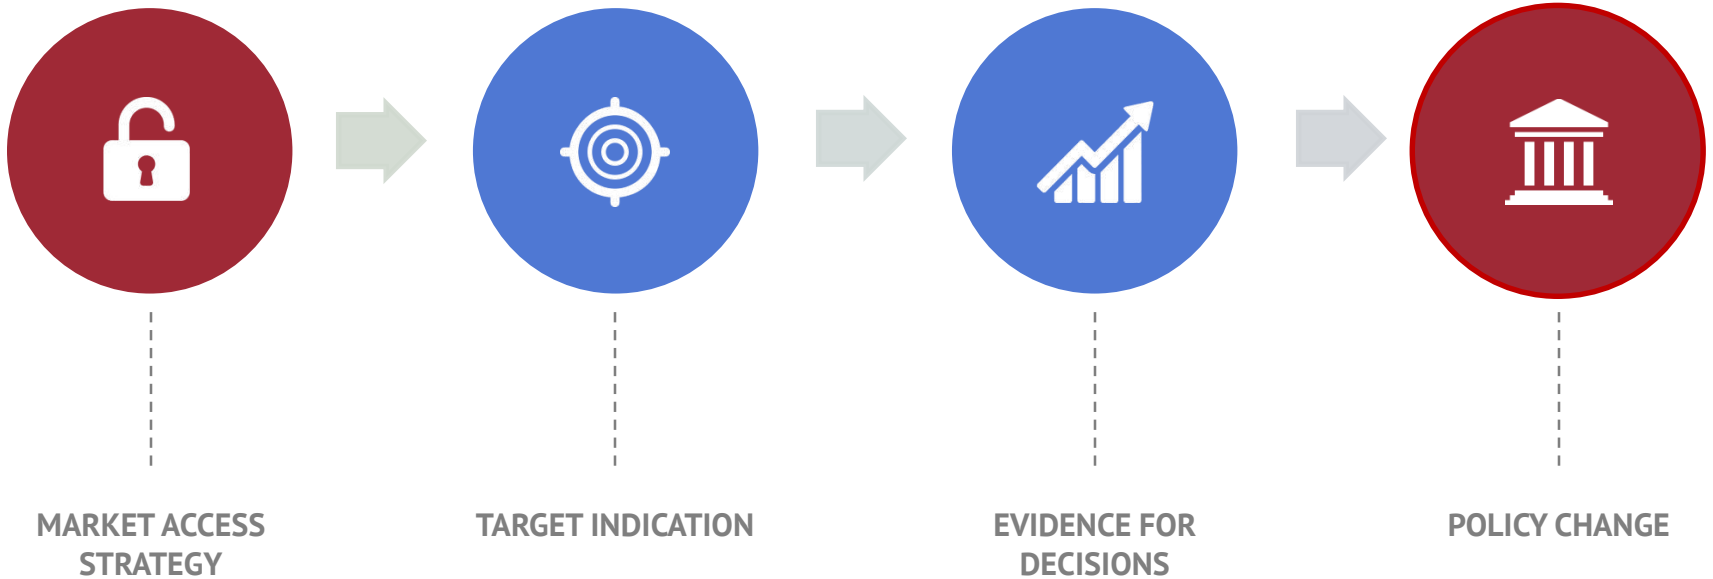 MARKET ACCESS
STRATEGY
TARGET INDICATION
EVIDENCE FOR
DECISIONS
POLICY CHANGE